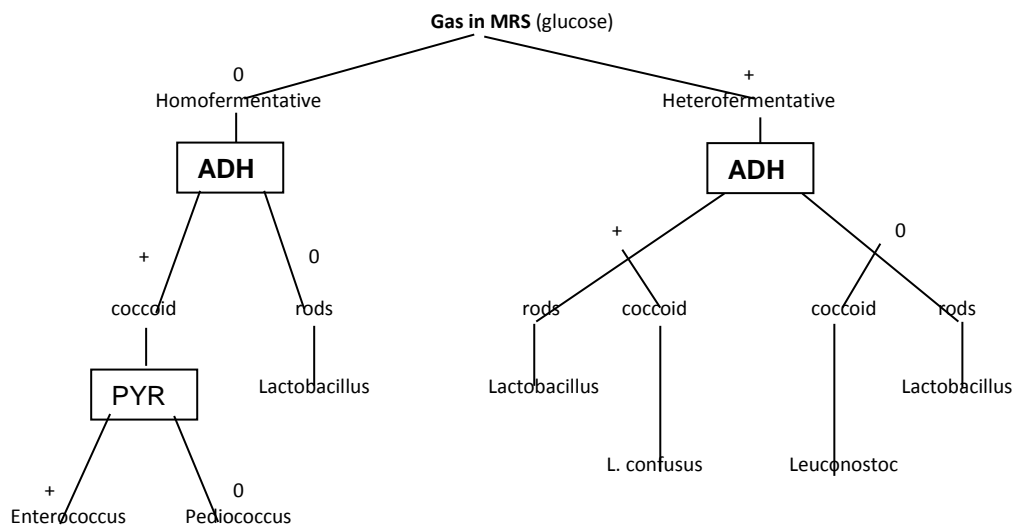 Gas in MRS (glucose)
0
+
Homofermentative
Heterofermentative
ADH
ADH
+
0
+
0
coccoid
rods
rods
coccoid
coccoid
rods
PYR
Lactobacillus
Lactobacillus
Lactobacillus
L. confusus
Leuconostoc
+
0
Enterococcus
Pediococcus